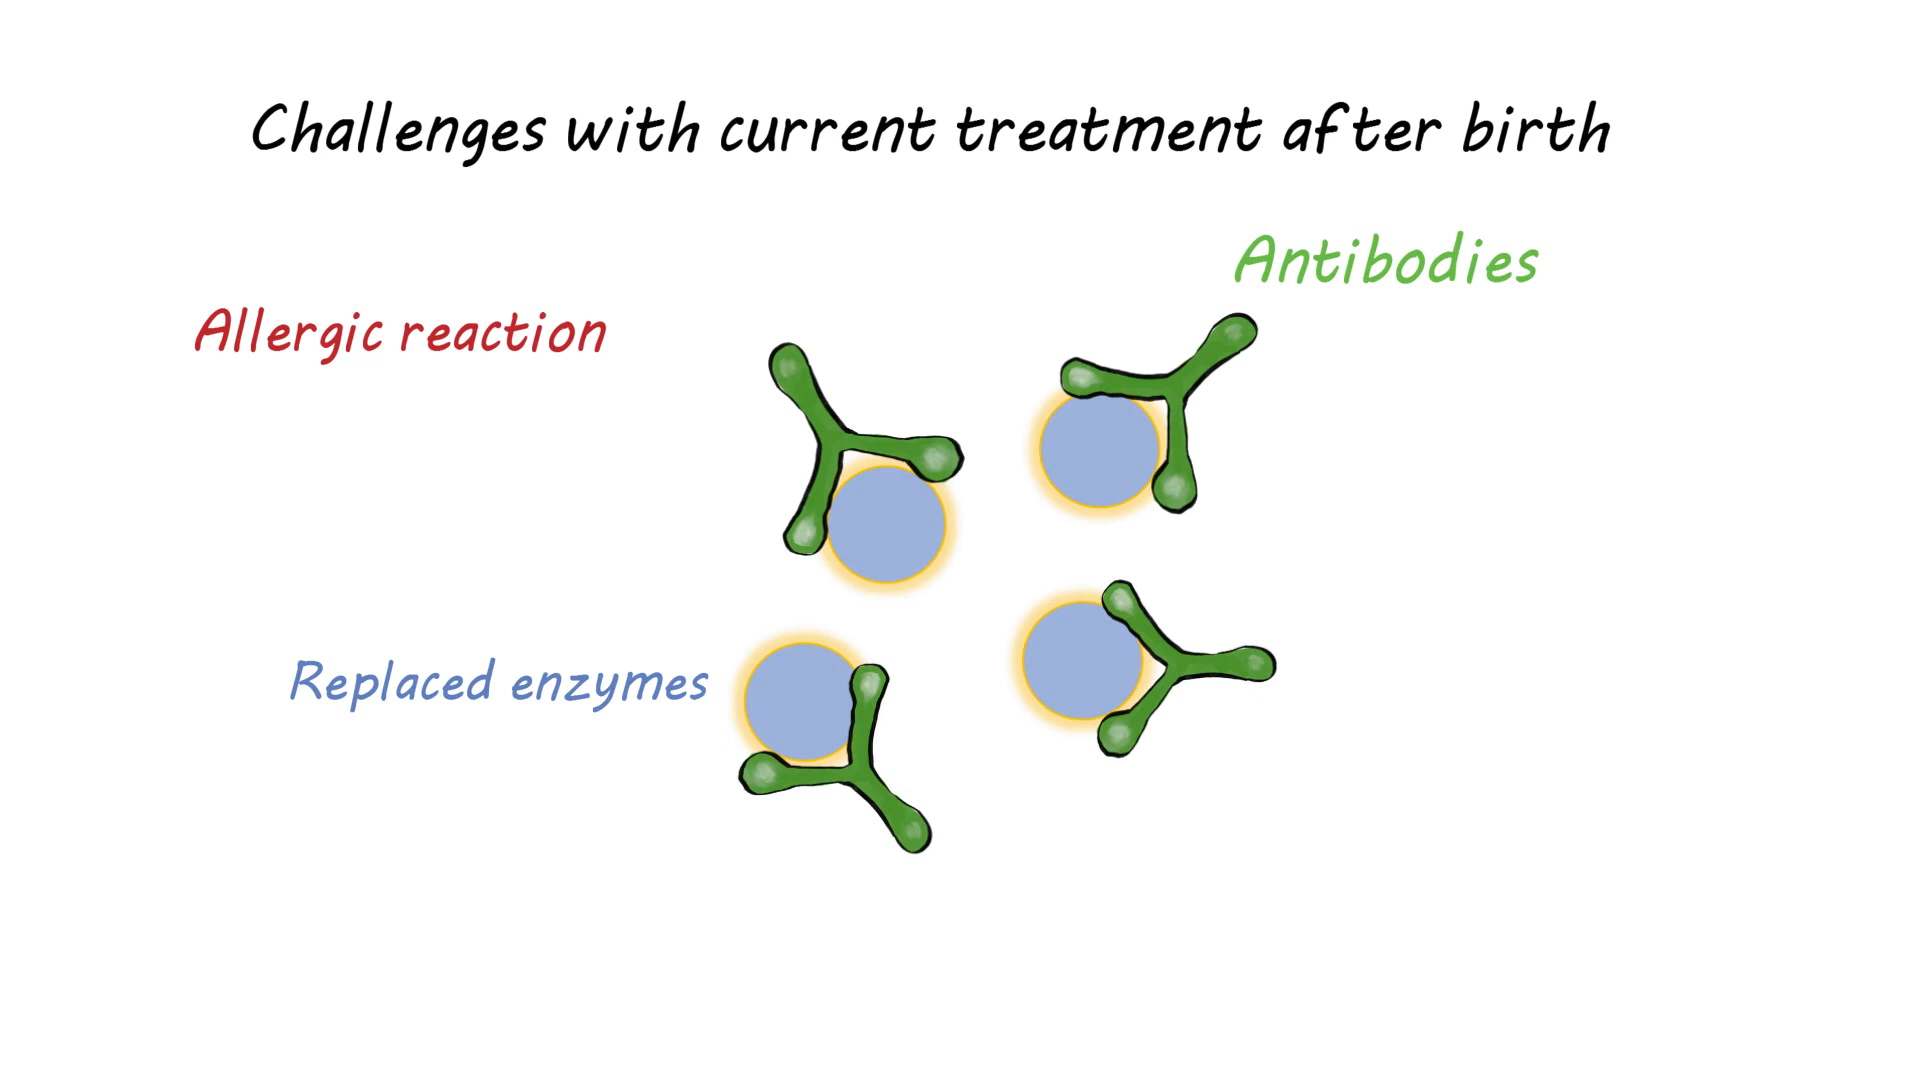 Challenges with current treatment after birth
Antibodies
Allergic reaction
Replaced enzymes